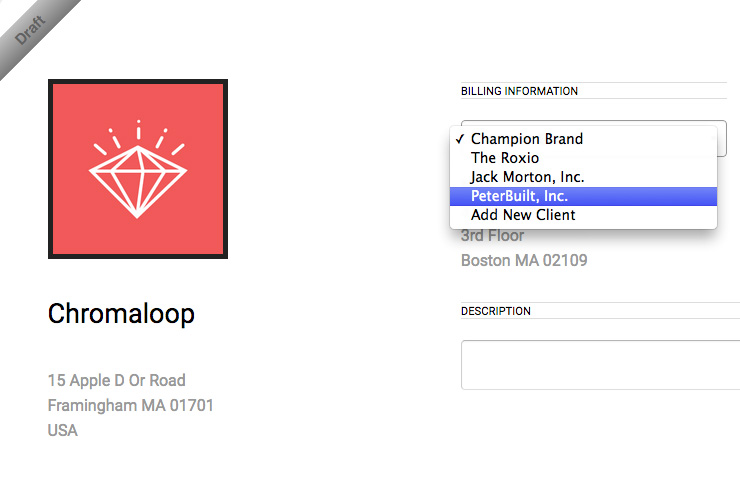 Draft
BILLING INFORMATION
✓ Champion Brand
The Roxio
Jack Morton, Inc.
PeterBuilt, Inc.
Add New Client
3rd Floor
Boston MA 02109
Chromaloop
DESCRIPTION
15 Apple D Or Road
Framingham MA 01701
USA